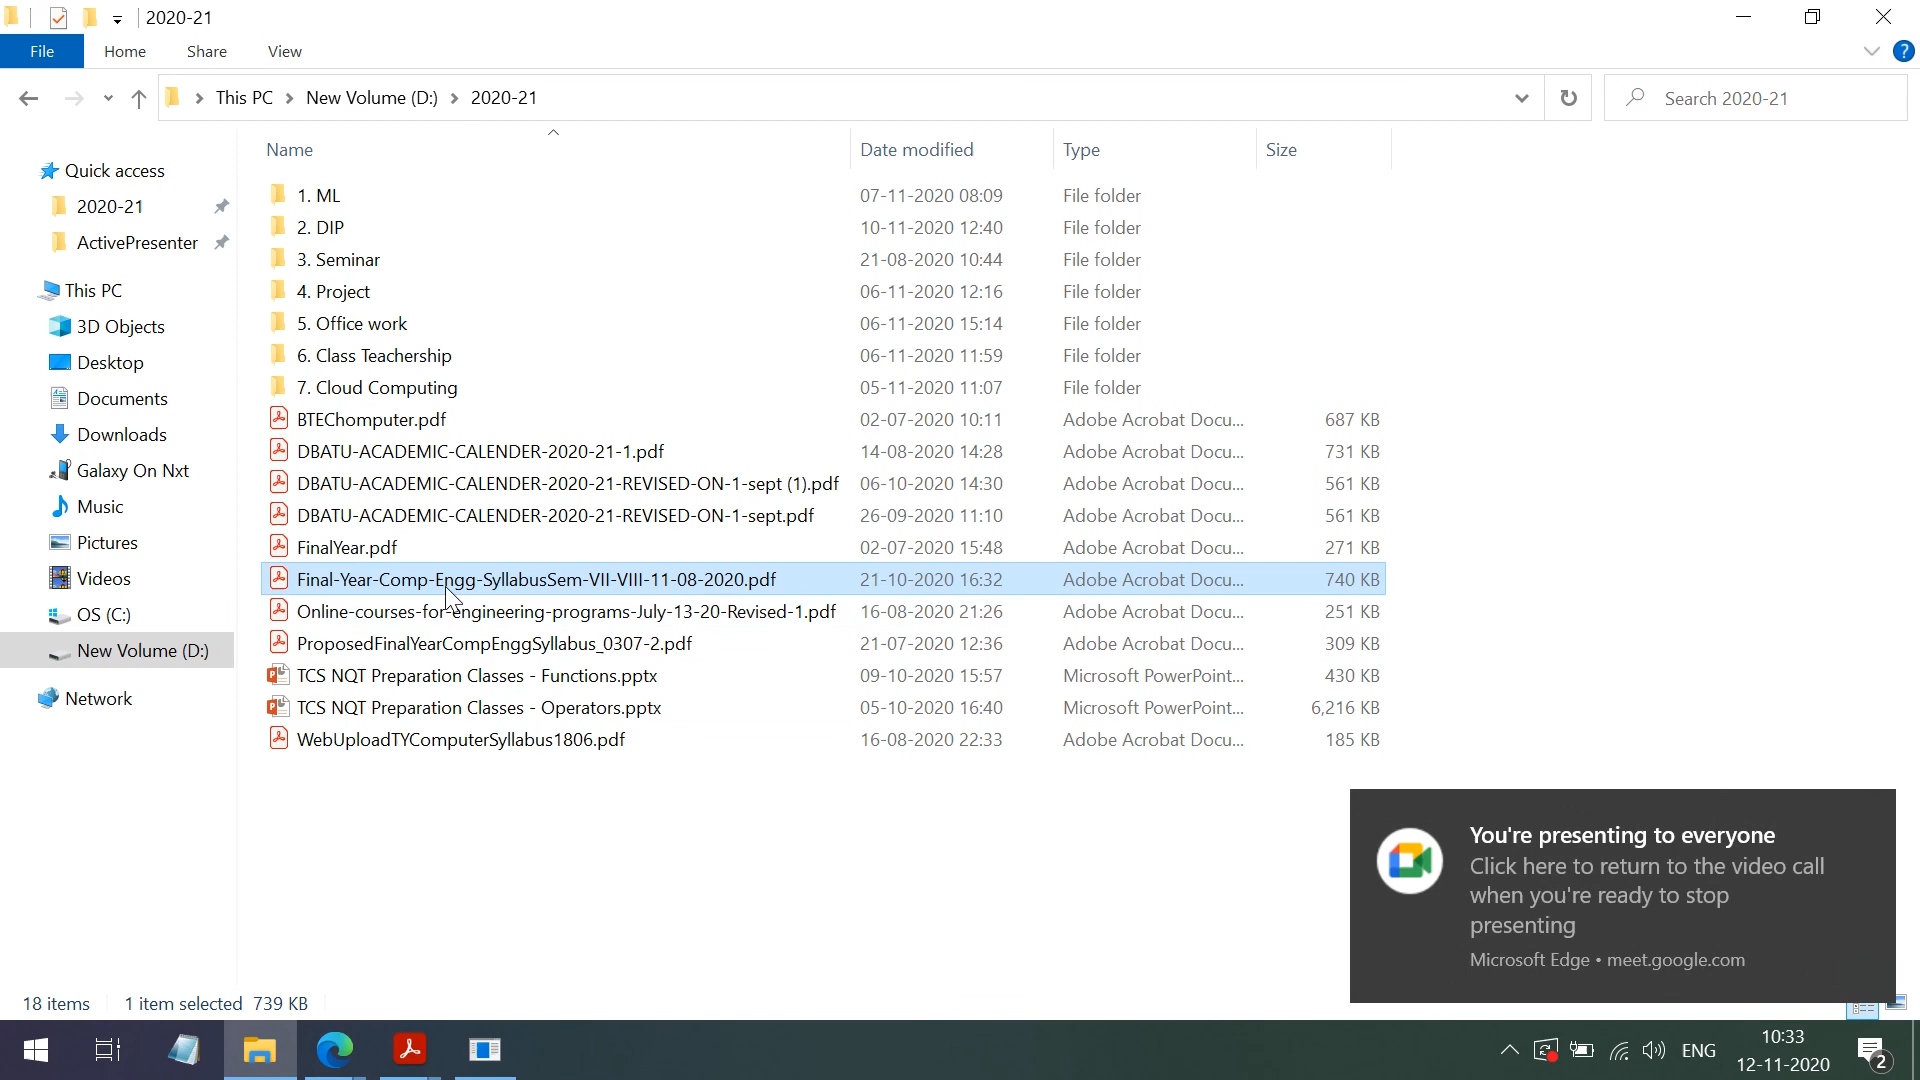 2020-21
File Home Share View
This PC New Volume (D:) 2020-21
Search 2020-21
Name Date modified Type Size
Quick access
2020-21
ActivePresenter
This PC
3D Objects
Desktop
Documents
Downloads
Galaxy On Nxt
Music
Pictures
Videos
OS (C:)
New Volume (D:)
Network
1. ML 07-11-2020 08:09 File folder
2. DIP 10-11-2020 12:40 File folder
3. Seminar 21-08-2020 10:44 File folder
4. Project 06-11-2020 12:16 File folder
5. Office work 06-11-2020 15:14 File folder
6. Class Teachership 06-11-2020 11:59 File folder
7. Cloud Computing 05-11-2020 11:07 File folder
BTEChomputer.pdf 02-07-2020 10:11 Adobe Acrobat Docu... 687 KB
DBATU-ACADEMIC-CALENDER-2020-21-1.pdf 14-08-2020 14:28 Adobe Acrobat Docu... 731 KB
DBATU-ACADEMIC-CALENDER-2020-21-REVISED-ON-1-sept (1).pdf 06-10-2020 14:30 Adobe Acrobat Docu... 561 KB
DBATU-ACADEMIC-CALENDER-2020-21-REVISED-ON-1-sept.pdf 26-09-2020 11:10 Adobe Acrobat Docu... 561 KB
FinalYear.pdf 02-07-2020 15:48 Adobe Acrobat Docu... 271 KB
Final-Year-Comp-Engg-SyllabusSem-VII-VIII-11-08-2020.pdf 21-10-2020 16:32 Adobe Acrobat Docu... 740 KB
Online-courses-for-engineering-programs-July-13-20-Revised-1.pdf 16-08-2020 21:26 Adobe Acrobat Docu... 251 KB
ProposedFinalYearCompEnggSyllabus_0307-2.pdf 21-07-2020 12:36 Adobe Acrobat Docu... 309 KB
TCS NQT Preparation Classes - Functions.pptx 09-10-2020 15:57 Microsoft PowerPoint... 430 KB
TCS NQT Preparation Classes - Operators.pptx 05-10-2020 16:40 Microsoft PowerPoint... 6,216 KB
WebUploadTYComputerSyllabus1806.pdf 16-08-2020 22:33 Adobe Acrobat Docu... 185 KB
You're presenting to everyone
Click here to return to the video call
when you're ready to stop
presenting
Microsoft Edge • meet.google.com
18 items 1 item selected 739 KB
ENG
10:33
12-11-2020
2